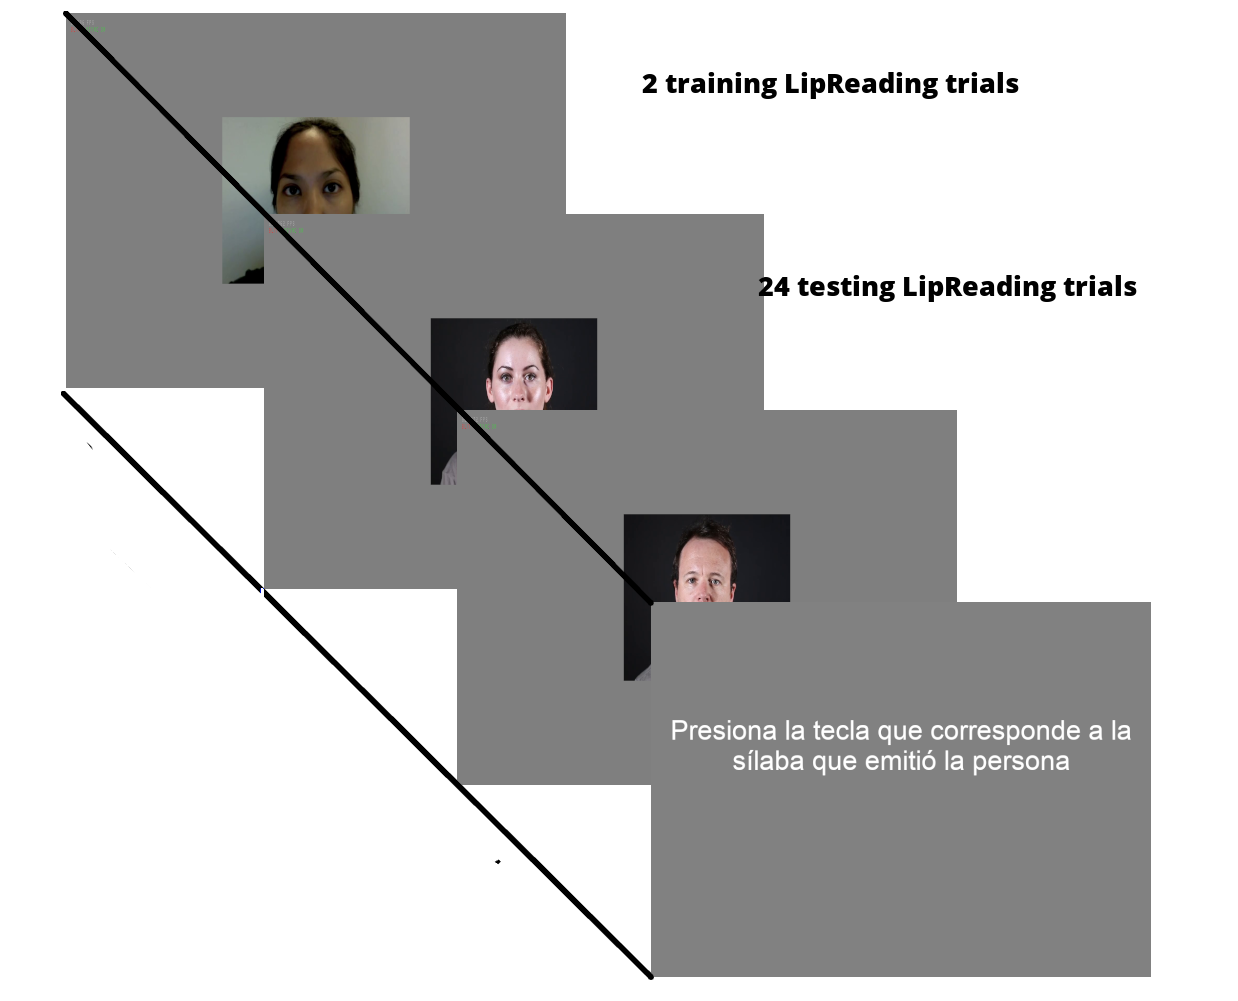 2 training LipReading trials
24 testing LipReading trials
Presiona la tecla que corresponde a la
sílaba que emitió la persona